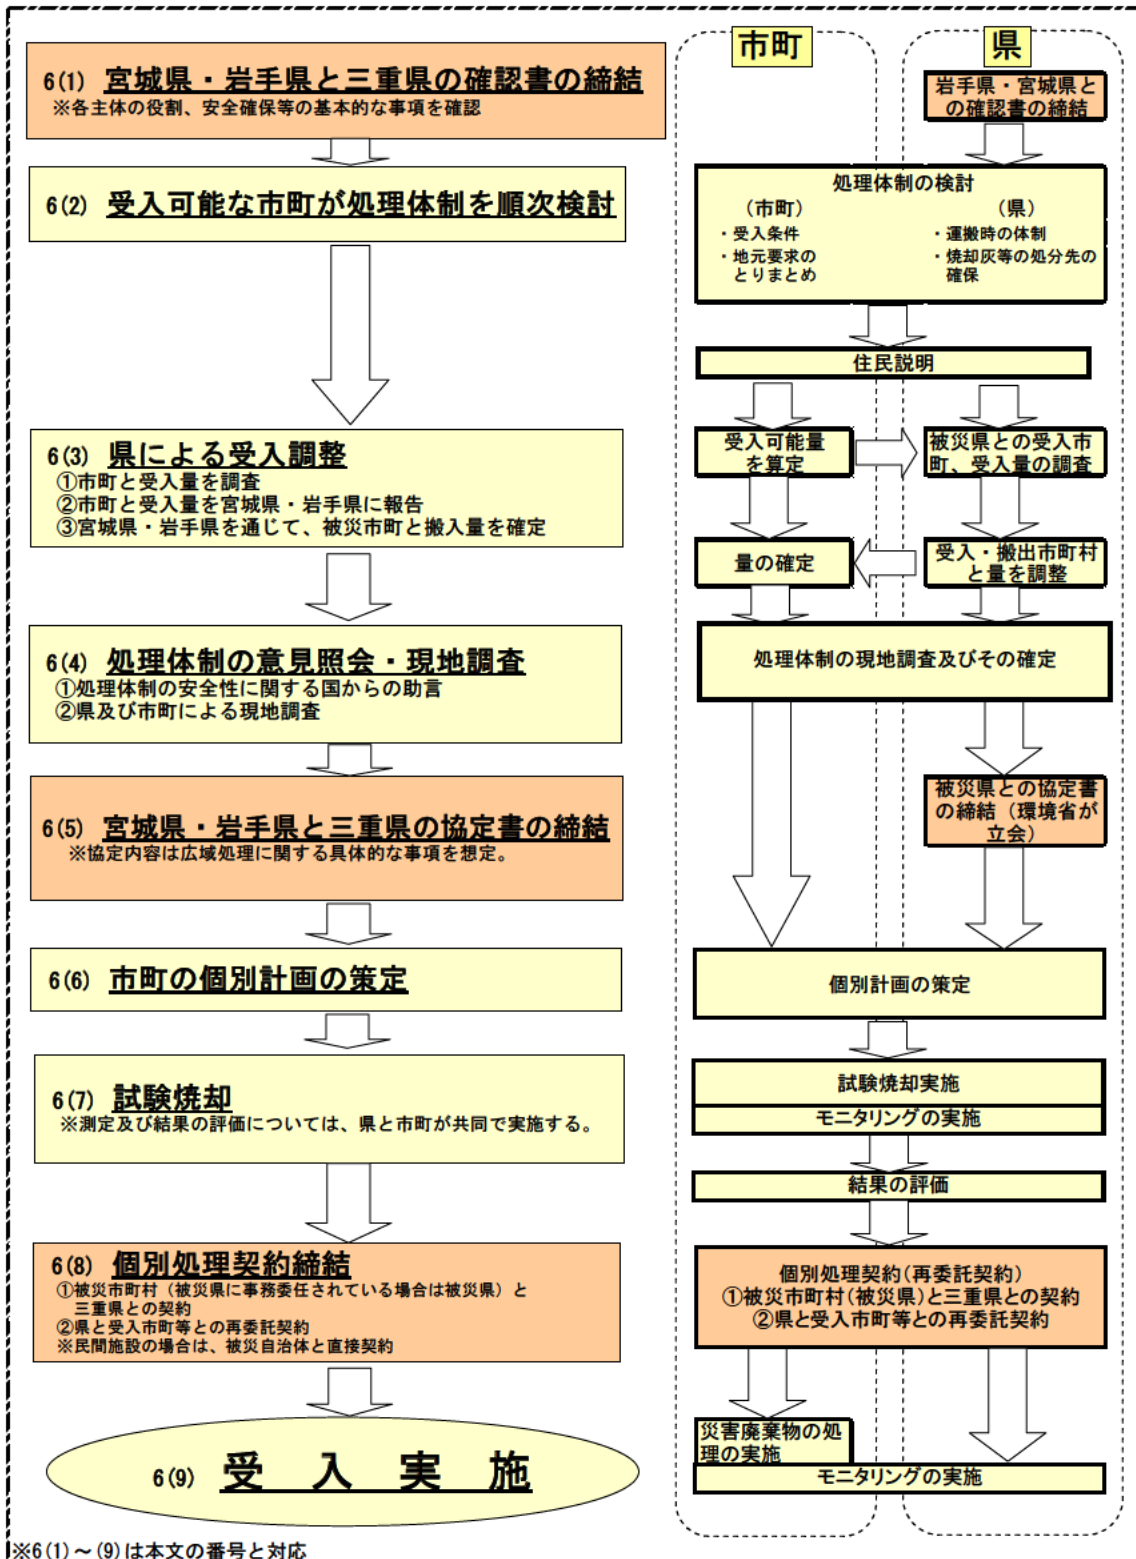 6(1) 宮城県・岩手県と三重県の確認書の締結
※各主体の役割、安全確保等の基本的な事項を確認
6(2) 受入可能な市町が処理体制を順次検討
6(3) 県による受入調整
①市町と受入量を調査
②市町と受入量を宮城県・岩手県に報告
③宮城県・岩手県を通じて、被災市町と搬入量を確定
6(4) 処理体制の意見照会・現地調査
①処理体制の安全性に関する国からの助言
②県及び市町による現地調査
6(5) 宮城県・岩手県と三重県の協定書の締結
※協定内容は広域処理に関する具体的な事項を想定。
6(6) 市町の個別計画の策定
6(7) 試験焼却
※測定及び結果の評価については、県と市町が共同で実施する。
6(8) 個別処理契約締結
①被災市町村（被災県に事務委任されている場合は被災県）と
三重県との契約
②県と受入市町等との再委託契約
※民間施設の場合は、被災自治体と直接契約
6(9) 受 入 実 施
市町
県
岩手県・宮城県と
の確認書の締結
処理体制の検討
（市町）
・受入条件
・地元要求の
とりまとめ
（県）
・運搬時の体制
・焼却灰等の処分先の
確保
住民説明
受入可能量
を算定
被災県との受入市
町、受入量の調査
量の確定
受入・搬出市町村
と量を調整
処理体制の現地調査及びその確定
被災県との協定書
の締結（環境省が
立会）
個別計画の策定
試験焼却実施
モニタリングの実施
結果の評価
個別処理契約(再委託契約)
①被災市町村(被災県)と三重県との契約
②県と受入市町等との再委託契約
災害廃棄物の処
理の実施
モニタリングの実施
※6(1)～(9)は本文の番号と対応